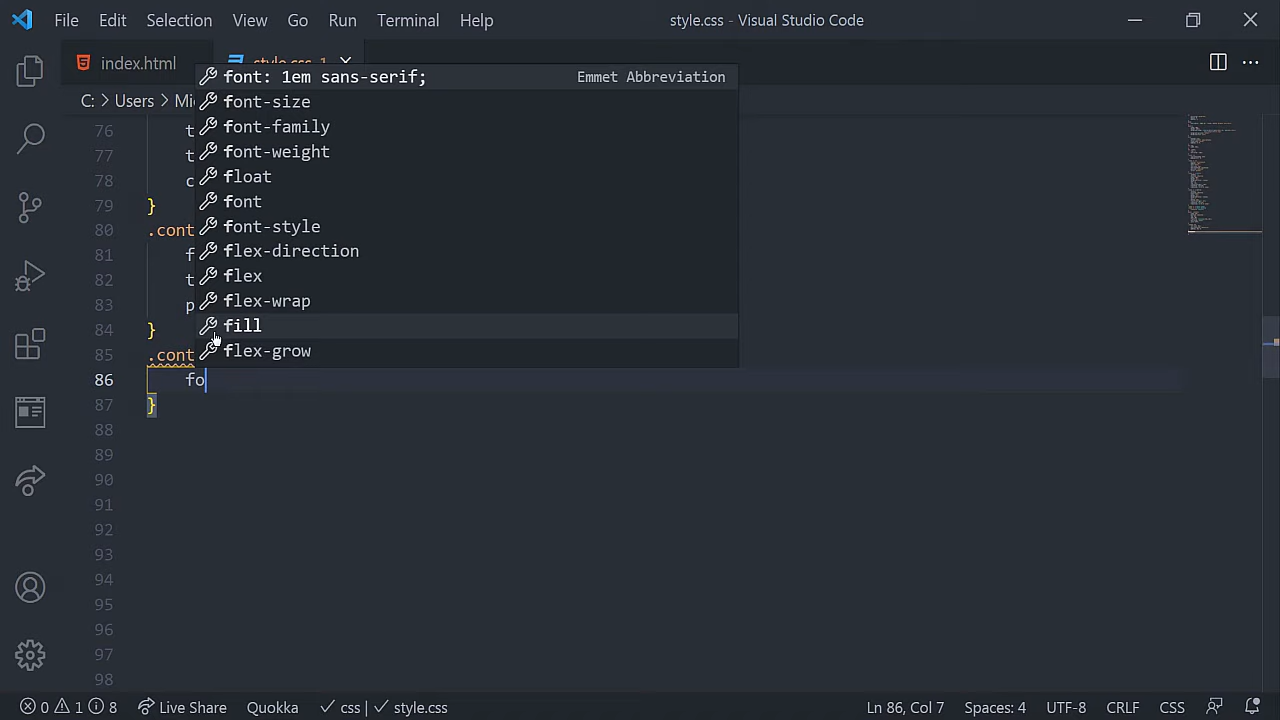 File Edit Selection View Go Run Terminal Help style.css - Visual Studio Code
index.html style.css 1
C: > Users > Mi
font: 1em sans-serif; Emmet Abbreviation
font-size
font-family
font-weight
float
font
font-style
flex-direction
flex
flex-wrap
fill
flex-grow
76 t
77 t
78 c
79 }
80 .cont
81 f
82 t
83 p
84 }
85 .cont
86 fo
87 }
88
89
90
91
92
93
94
95
96
97
98
0 1 8 Live Share Quokka css | style.css Ln 86, Col 7 Spaces: 4 UTF-8 CRLF CSS